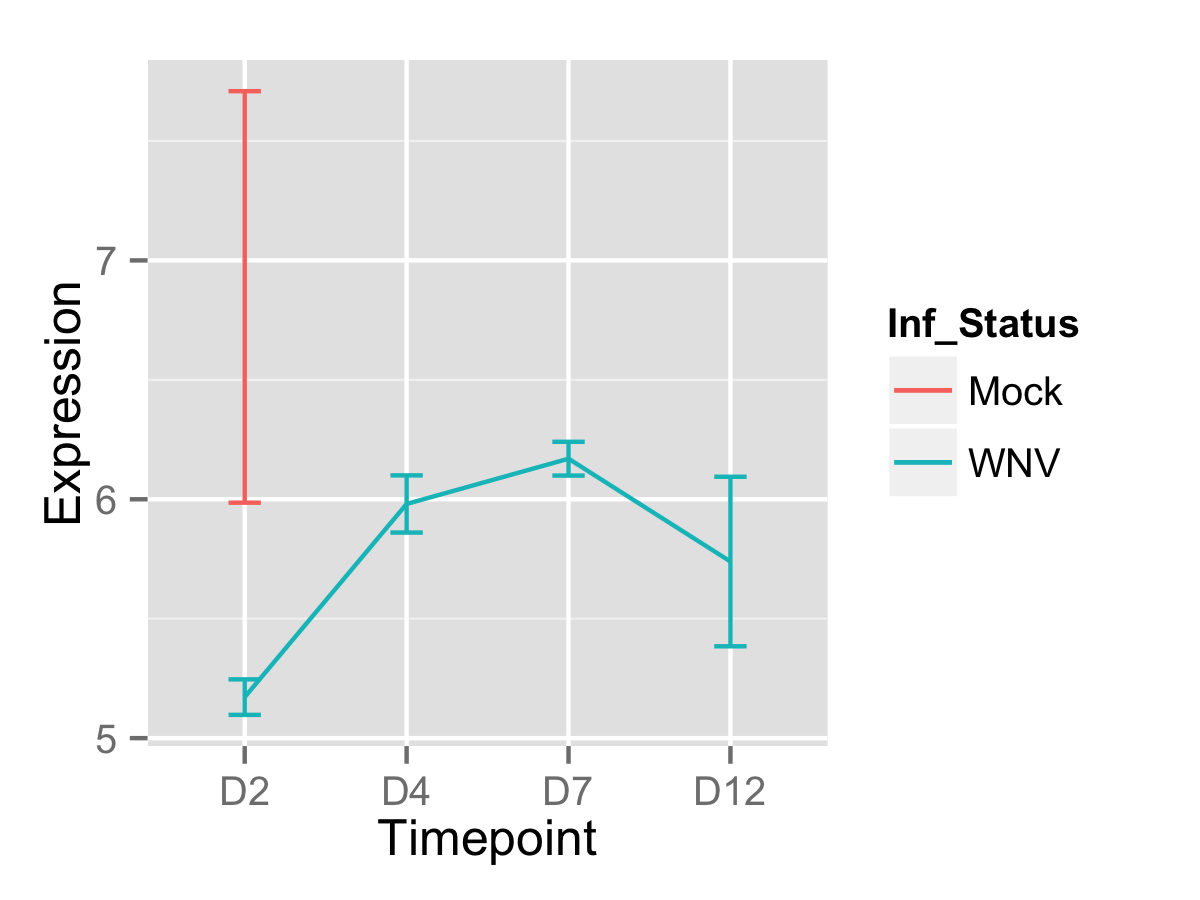 Expression
7
6
5
D2 D4 D7 D12
Timepoint
Inf_Status
Mock
WNV